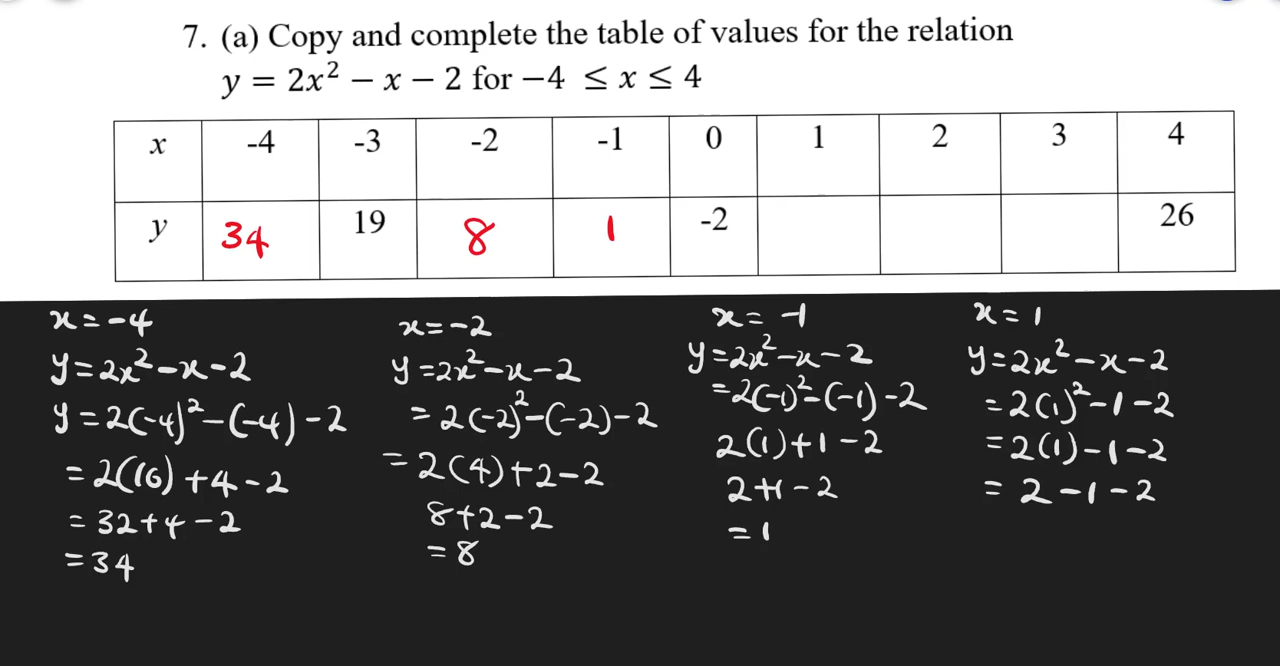 7. (a) Copy and complete the table of values for the relation
y = 2x² − x − 2 for −4 ≤ x ≤ 4
x -4 -3 -2 -1 0 1 2 3 4
y 34 19 8 1 -2 26
x=-4
y=2x²-x-2
y=2(-4)²-(-4)-2
=2(16)+4-2
=32+4-2
=34
x=-2
y=2x²-x-2
=2(-2)²-(-2)-2
=2(4)+2-2
8+2-2
=8
x=-1
y=2x²-x-2
=2(-1)²-(-1)-2
2(1)+1-2
2+1-2
=1
x=1
y=2x²-x-2
=2(1)²-1-2
=2(1)-1-2
=2-1-2